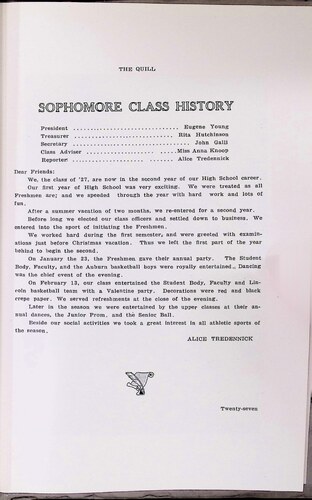 THE QUILL
SOPHOMORE CLASS HISTORY
President ................................ Eugene Young
Treasurer ............................... Rita Hutchinson
Secretary ................................... John Galli
Class Adviser ...........................Miss Anna Knoop
Reporter ....................... ....... Alice Tredennick
Dear Friends:
We, the class of '27, are now in the second year of our High School career.
Our first year of High School was very exciting. We were treated as all
Freshmen are; and we spended through the year with hard work and lots of
fun.
After a summer vacation of two months, we re-entered for a second year.
Before long we elected our class officers and settled down to business. We
entered into the sport of initiating the Freshmen.
We worked hard during the first semester, and were greeted with examin-
ations just before Christmas vacation. Thus we left the first part of the year
behind to begin the second.
On January the 23, the Freshmen gave their annual party. The Student
Body, Faculty, and the Auburn basketball boys were royally entertained. Dancing
was the chief event of the evening.
On February 13, our class entertained the Student Body, Faculty and Lin-
coln basketball team with a Valentine party. Decorations were red and black
crepe paper. We served refreshments at the close of the evening.
Later in the season we were entertained by the upper classes at their an-
nual dances, the Junior Prom. and the Senior Ball.
Besids our social activities we took a great interest in all athletic sports of
the season.
ALICE TREDENNICK
Twenty-seven